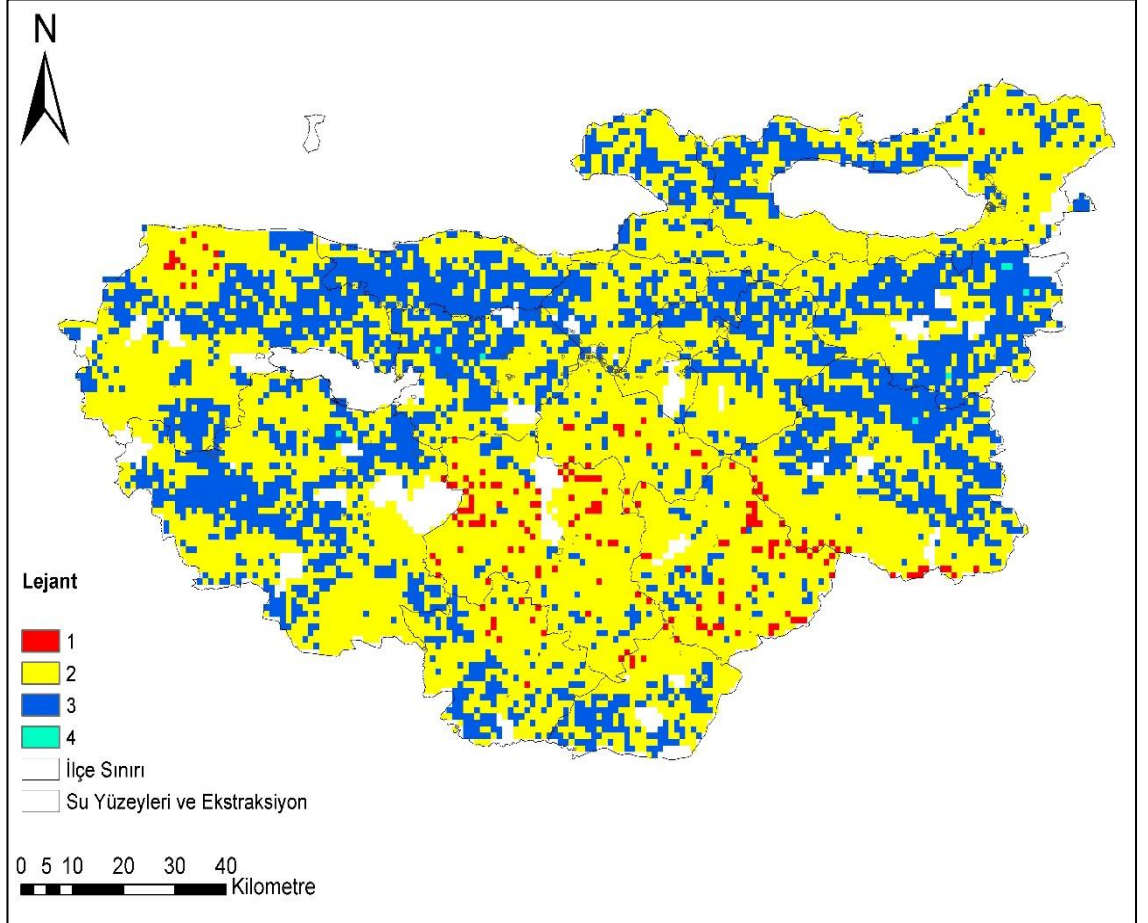 N
Lejant
1
2
3
4
İlçe Sınırı
Su Yüzeyleri ve Ekstraksiyon
0 5 10 20 30 40
Kilometre